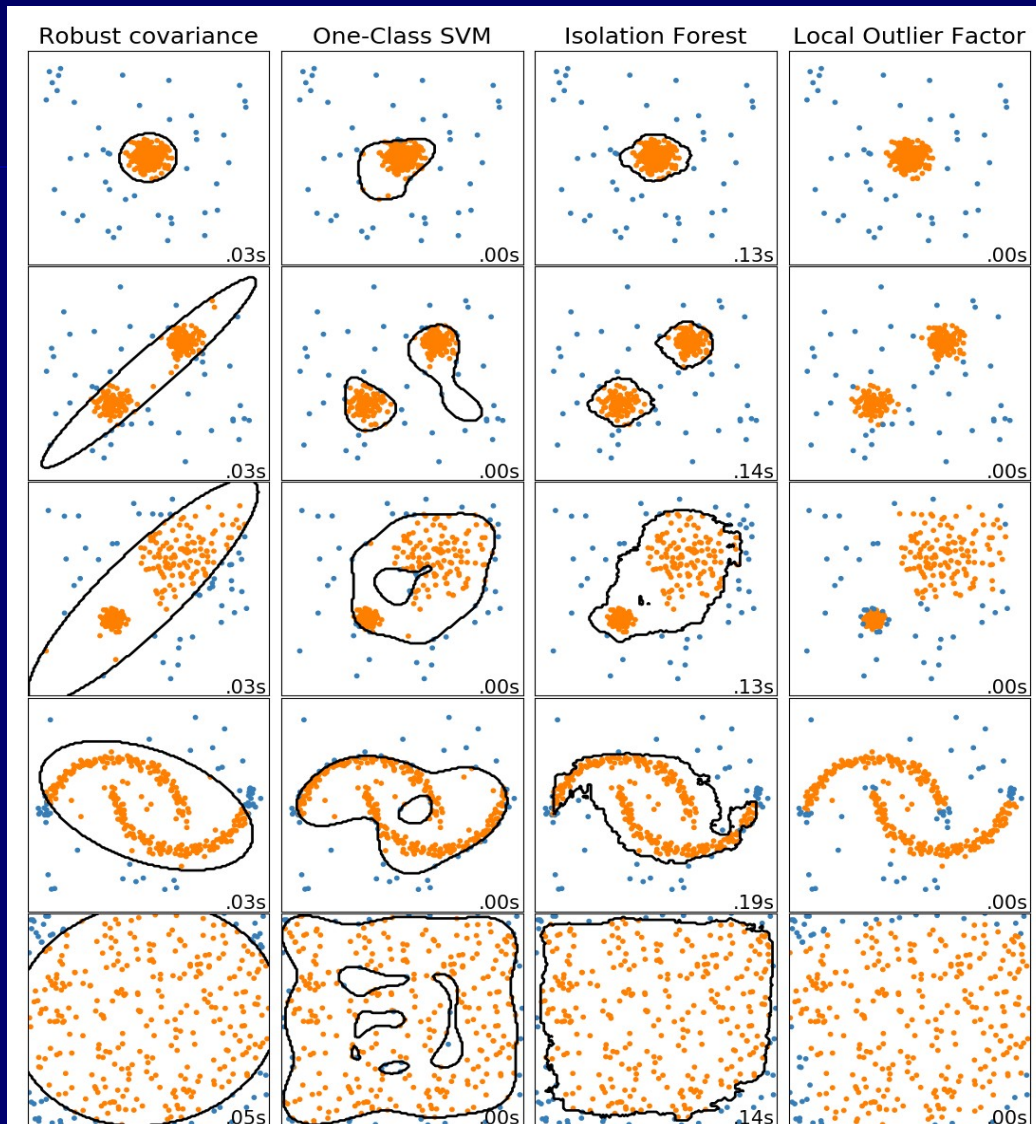 Robust covariance One-Class SVM Isolation Forest Local Outlier Factor
.03s .00s .13s .00s
.03s .00s .14s .00s
.03s .00s .13s .00s
.03s .00s .19s .00s
.05s .00s .14s .00s